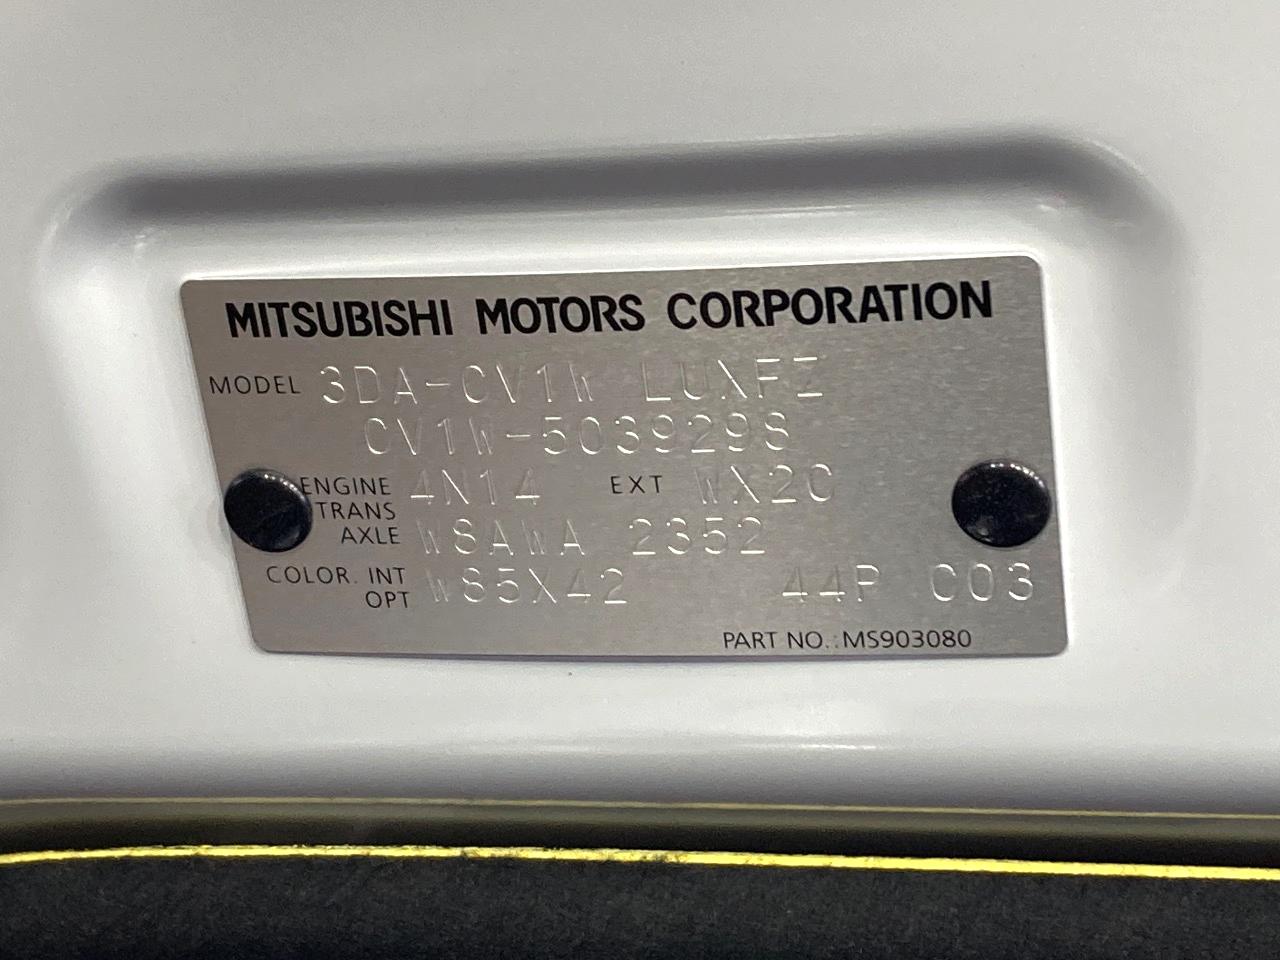 MITSUBISHI MOTORS CORPORATION
MODEL 3DA-CV1W LUXFZ
CV1W-5039298
ENGINE 4N14 EXT WX2C
TRANS
AXLE W8AWA 2352
COLOR. INT W85X42 44P C03
OPT
PART NO.:MS903080